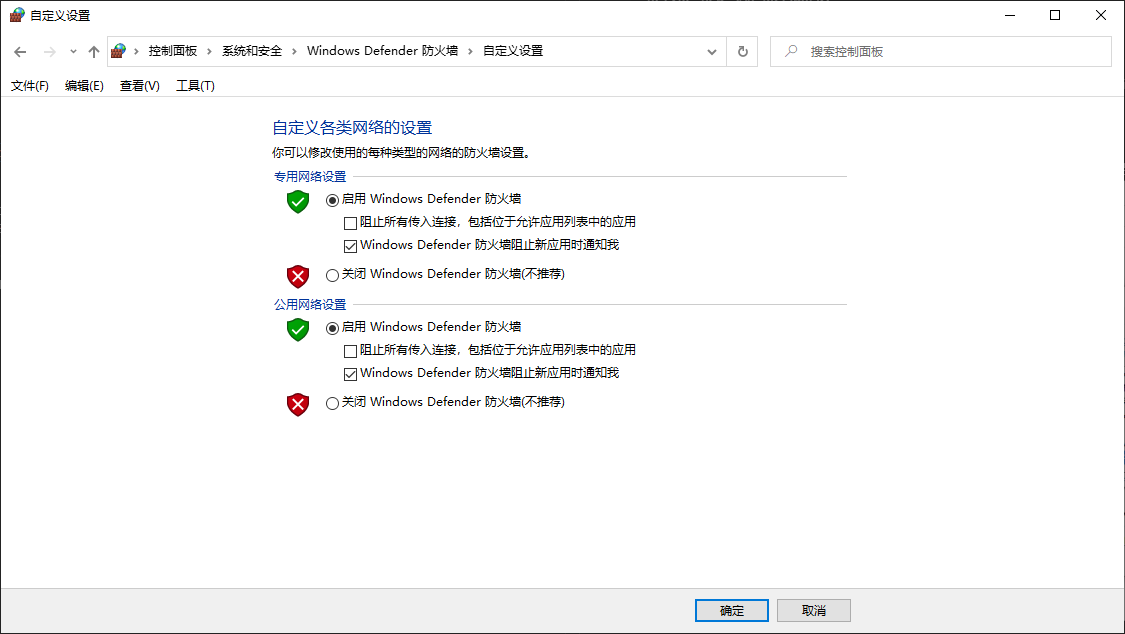 自定义设置
控制面板 › 系统和安全 › Windows Defender 防火墙 › 自定义设置
搜索控制面板
文件(F) 编辑(E) 查看(V) 工具(T)
自定义各类网络的设置
你可以修改使用的每种类型的网络的防火墙设置。
专用网络设置
启用 Windows Defender 防火墙
阻止所有传入连接，包括位于允许应用列表中的应用
Windows Defender 防火墙阻止新应用时通知我
关闭 Windows Defender 防火墙(不推荐)
公用网络设置
启用 Windows Defender 防火墙
阻止所有传入连接，包括位于允许应用列表中的应用
Windows Defender 防火墙阻止新应用时通知我
关闭 Windows Defender 防火墙(不推荐)
确定 取消